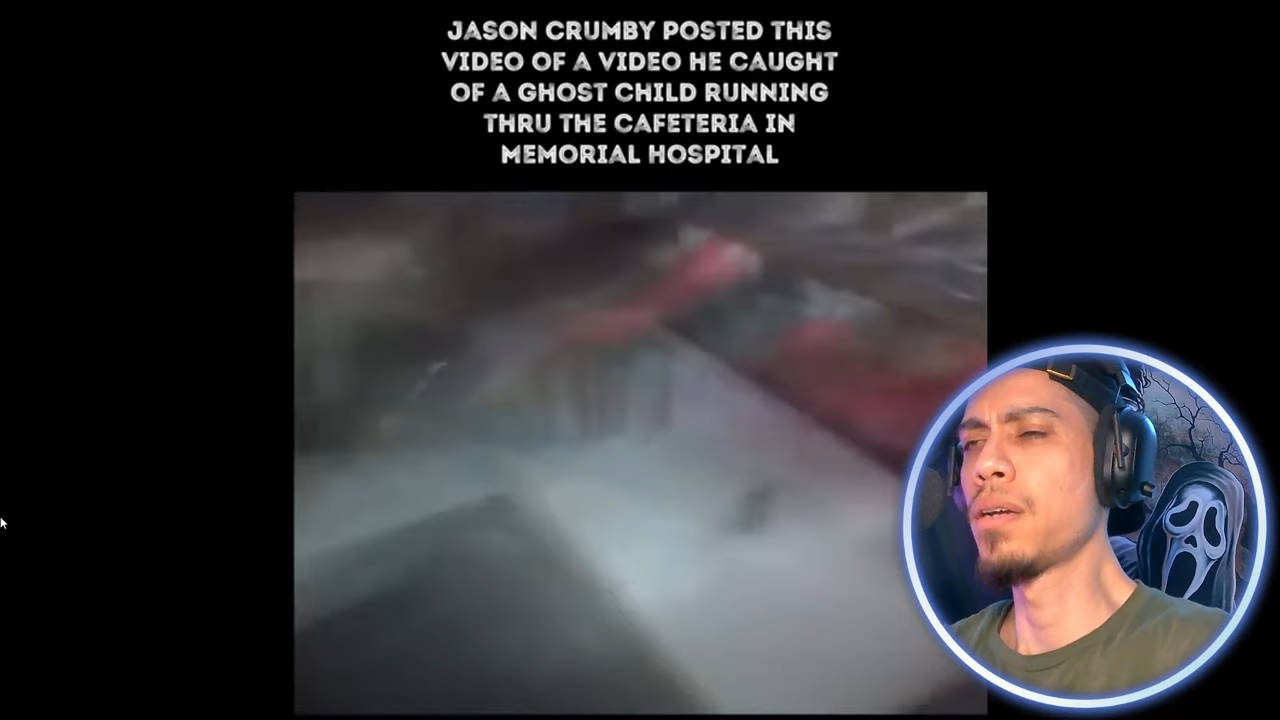 JASON CRUMBY POSTED THIS
VIDEO OF A VIDEO HE CAUGHT
OF A GHOST CHILD RUNNING
THRU THE CAFETERIA IN
MEMORIAL HOSPITAL